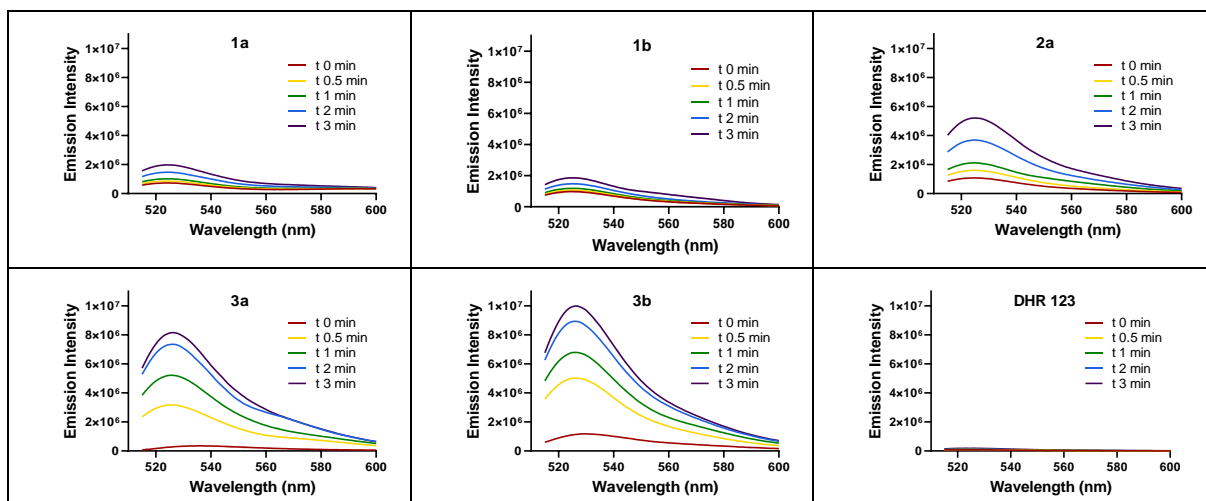 1a
1×10⁷
8×10⁶
6×10⁶
4×10⁶
2×10⁶
0
Emission Intensity
t 0 min
t 0.5 min
t 1 min
t 2 min
t 3 min
520 540 560 580 600
Wavelength (nm)
1b
1×10⁷
8×10⁶
6×10⁶
4×10⁶
2×10⁶
0
Emission Intensity
t 0 min
t 0.5 min
t 1 min
t 2 min
t 3 min
520 540 560 580 600
Wavelength (nm)
2a
1×10⁷
8×10⁶
6×10⁶
4×10⁶
2×10⁶
0
Emission Intensity
t 0 min
t 0.5 min
t 1 min
t 2 min
t 3 min
520 540 560 580 600
Wavelength (nm)
3a
1×10⁷
8×10⁶
6×10⁶
4×10⁶
2×10⁶
0
Emission Intensity
t 0 min
t 0.5 min
t 1 min
t 2 min
t 3 min
520 540 560 580 600
Wavelength (nm)
3b
1×10⁷
8×10⁶
6×10⁶
4×10⁶
2×10⁶
0
Emission Intensity
t 0 min
t 0.5 min
t 1 min
t 2 min
t 3 min
520 540 560 580 600
Wavelength (nm)
DHR 123
1×10⁷
8×10⁶
6×10⁶
4×10⁶
2×10⁶
0
Emission Intensity
t 0 min
t 0.5 min
t 1 min
t 2 min
t 3 min
520 540 560 580 600
Wavelength (nm)